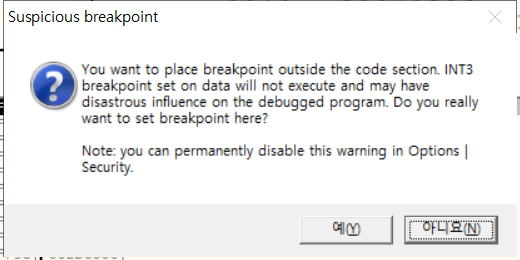 Suspicious breakpoint
You want to place breakpoint outside the code section. INT3
breakpoint set on data will not execute and may have
disastrous influence on the debugged program. Do you really
want to set breakpoint here?
Note: you can permanently disable this warning in Options |
Security.
예(Y)
아니요(N)